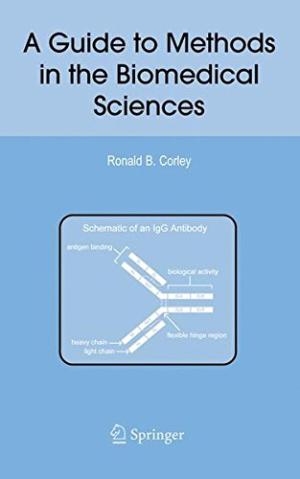 A Guide to Methods
in the Biomedical
Sciences
Ronald B. Corley
Schematic of an IgG Antibody
antigen binding
biological activity
flexible hinge region
heavy chain
light chain
Springer